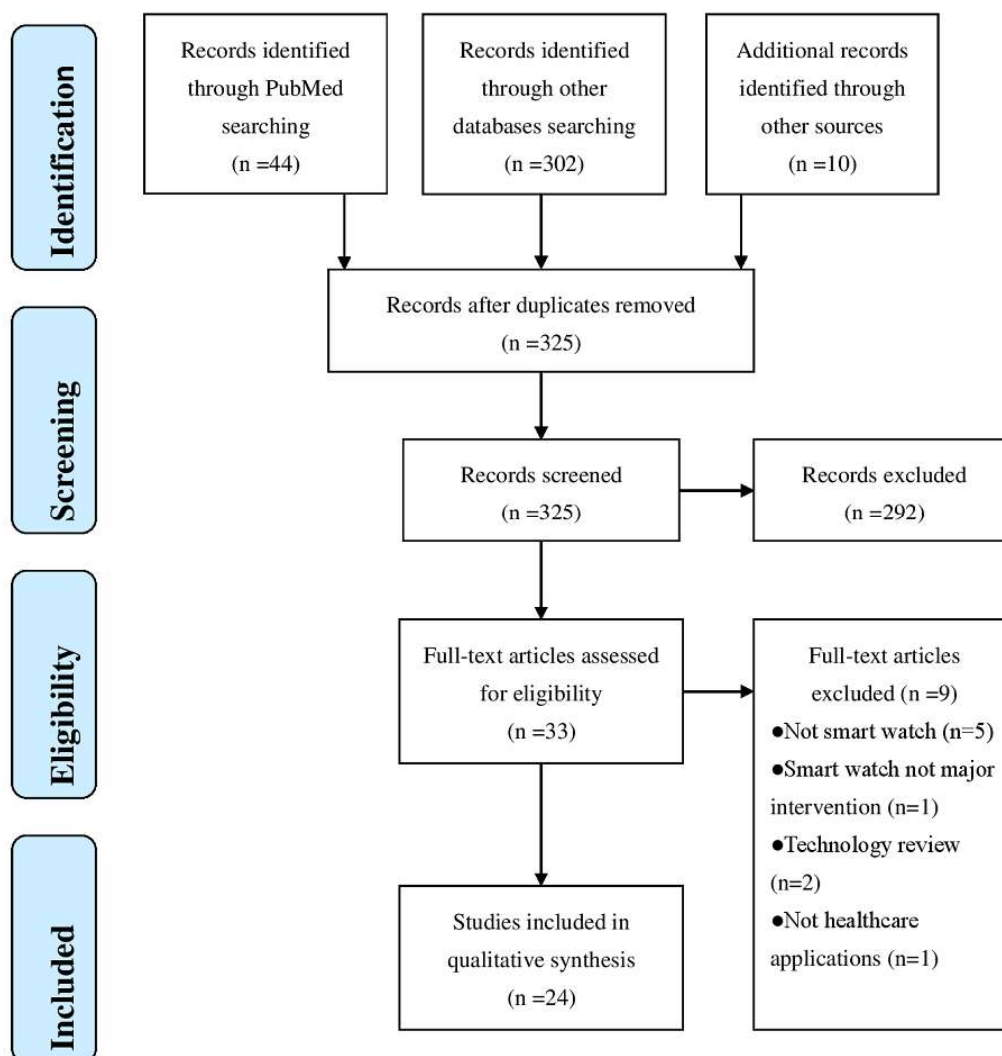 Identification
Records identified
through PubMed
searching
(n =44)
Records identified
through other
databases searching
(n =302)
Additional records
identified through
other sources
(n =10)
Records after duplicates removed
(n =325)
Screening
Records screened
(n =325)
Records excluded
(n =292)
Eligibility
Full-text articles assessed
for eligibility
(n =33)
Full-text articles
excluded (n =9)
●Not smart watch (n=5)
●Smart watch not major
intervention (n=1)
●Technology review
(n=2)
●Not healthcare
applications (n=1)
Included
Studies included in
qualitative synthesis
(n =24)